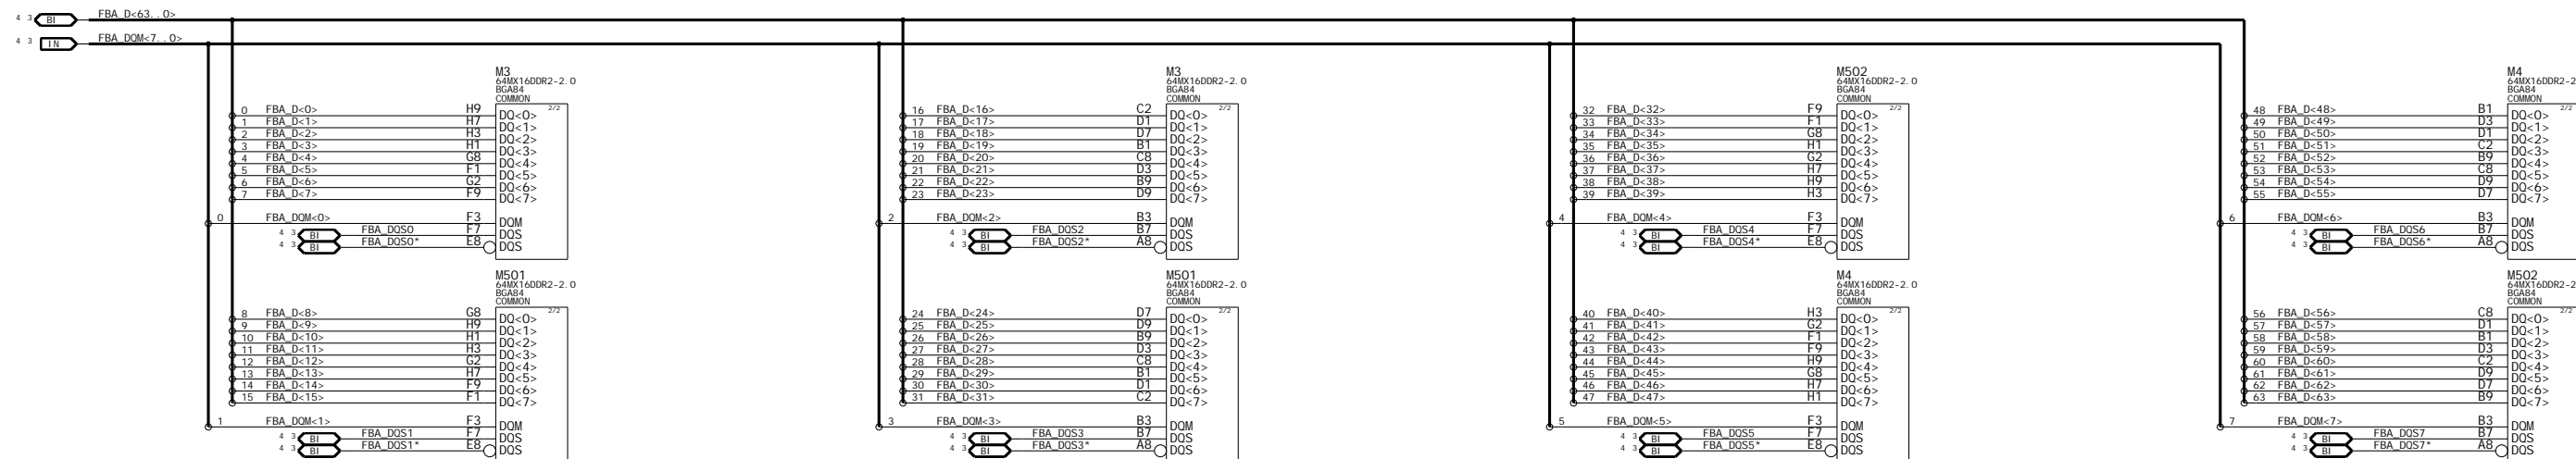 4 3 BI FBA_D<63..0>
4 3 IN FBA_DQM<7..0>
M3
64MX16DDR2-2.0
BGA84
COMMON
2/2
0 FBA_D<0> H9 DQ<0>
1 FBA_D<1> H7 DQ<1>
2 FBA_D<2> H3 DQ<2>
3 FBA_D<3> H1 DQ<3>
4 FBA_D<4> G8 DQ<4>
5 FBA_D<5> F1 DQ<5>
6 FBA_D<6> G2 DQ<6>
7 FBA_D<7> F9 DQ<7>
0 FBA_DQM<0> F3 DQM
4 3 BI FBA_DQS0 F7 DQS
4 3 BI FBA_DQS0* E8 DQS
M501
64MX16DDR2-2.0
BGA84
COMMON
2/2
8 FBA_D<8> G8 DQ<0>
9 FBA_D<9> H9 DQ<1>
10 FBA_D<10> H1 DQ<2>
11 FBA_D<11> H3 DQ<3>
12 FBA_D<12> G2 DQ<4>
13 FBA_D<13> H7 DQ<5>
14 FBA_D<14> F9 DQ<6>
15 FBA_D<15> F1 DQ<7>
1 FBA_DQM<1> F3 DQM
4 3 BI FBA_DQS1 F7 DQS
4 3 BI FBA_DQS1* E8 DQS
M3
64MX16DDR2-2.0
BGA84
COMMON
2/2
16 FBA_D<16> C2 DQ<0>
17 FBA_D<17> D1 DQ<1>
18 FBA_D<18> D7 DQ<2>
19 FBA_D<19> B1 DQ<3>
20 FBA_D<20> C8 DQ<4>
21 FBA_D<21> D3 DQ<5>
22 FBA_D<22> B9 DQ<6>
23 FBA_D<23> D9 DQ<7>
2 FBA_DQM<2> B3 DQM
4 3 BI FBA_DQS2 B7 DQS
4 3 BI FBA_DQS2* A8 DQS
M501
64MX16DDR2-2.0
BGA84
COMMON
2/2
24 FBA_D<24> D7 DQ<0>
25 FBA_D<25> D9 DQ<1>
26 FBA_D<26> B9 DQ<2>
27 FBA_D<27> D3 DQ<3>
28 FBA_D<28> C8 DQ<4>
29 FBA_D<29> B1 DQ<5>
30 FBA_D<30> D1 DQ<6>
31 FBA_D<31> C2 DQ<7>
3 FBA_DQM<3> B3 DQM
4 3 BI FBA_DQS3 B7 DQS
4 3 BI FBA_DQS3* A8 DQS
M502
64MX16DDR2-2.0
BGA84
COMMON
2/2
32 FBA_D<32> F9 DQ<0>
33 FBA_D<33> F1 DQ<1>
34 FBA_D<34> G8 DQ<2>
35 FBA_D<35> H1 DQ<3>
36 FBA_D<36> G2 DQ<4>
37 FBA_D<37> H7 DQ<5>
38 FBA_D<38> H9 DQ<6>
39 FBA_D<39> H3 DQ<7>
4 FBA_DQM<4> F3 DQM
4 3 BI FBA_DQS4 F7 DQS
4 3 BI FBA_DQS4* E8 DQS
M4
64MX16DDR2-2.0
BGA84
COMMON
2/2
40 FBA_D<40> H3 DQ<0>
41 FBA_D<41> G2 DQ<1>
42 FBA_D<42> F1 DQ<2>
43 FBA_D<43> F9 DQ<3>
44 FBA_D<44> H9 DQ<4>
45 FBA_D<45> G8 DQ<5>
46 FBA_D<46> H7 DQ<6>
47 FBA_D<47> H1 DQ<7>
5 FBA_DQM<5> F3 DQM
4 3 BI FBA_DQS5 F7 DQS
4 3 BI FBA_DQS5* E8 DQS
M4
64MX16DDR2-2
BGA84
COMMON
2/2
48 FBA_D<48> B1 DQ<0>
49 FBA_D<49> D3 DQ<1>
50 FBA_D<50> D1 DQ<2>
51 FBA_D<51> C2 DQ<3>
52 FBA_D<52> B9 DQ<4>
53 FBA_D<53> C8 DQ<5>
54 FBA_D<54> D9 DQ<6>
55 FBA_D<55> D7 DQ<7>
6 FBA_DQM<6> B3 DQM
4 3 BI FBA_DQS6 B7 DQS
4 3 BI FBA_DQS6* A8 DQS
M502
64MX16DDR2-2
BGA84
COMMON
2/2
56 FBA_D<56> C8 DQ<0>
57 FBA_D<57> D1 DQ<1>
58 FBA_D<58> B1 DQ<2>
59 FBA_D<59> D3 DQ<3>
60 FBA_D<60> C2 DQ<4>
61 FBA_D<61> D9 DQ<5>
62 FBA_D<62> D7 DQ<6>
63 FBA_D<63> B9 DQ<7>
7 FBA_DQM<7> B3 DQM
4 3 BI FBA_DQS7 B7 DQS
4 3 BI FBA_DQS7* A8 DQS